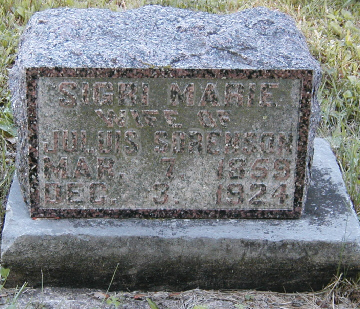 SIGRI MARIE
WIFE OF
JULIUS SORENSON
MAR. 7 1855
DEC. 3. 1924